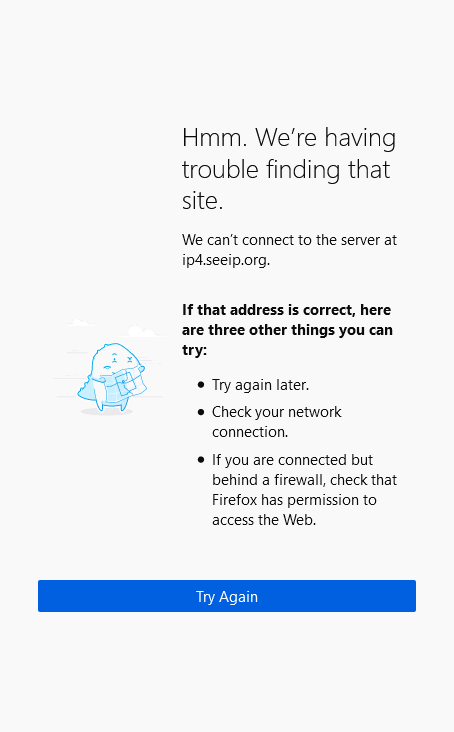 Hmm. We’re having
trouble finding that
site.
We can’t connect to the server at
ip4.seeip.org.
If that address is correct, here
are three other things you can
try:
• Try again later.
• Check your network
connection.
• If you are connected but
behind a firewall, check that
Firefox has permission to
access the Web.
Try Again